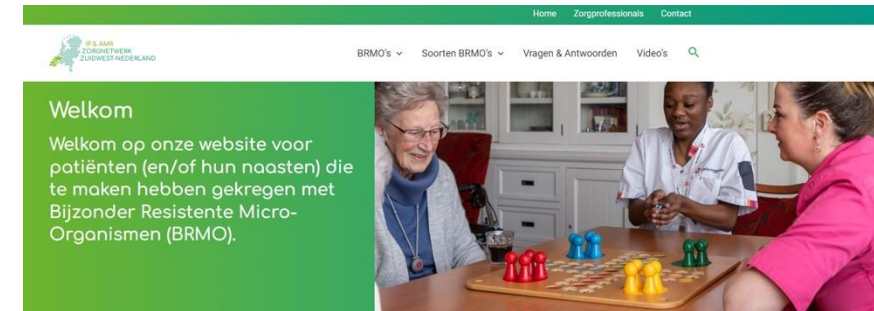 Home Zorgprofessionals Contact
IP & AMR
ZORGNETWERK
ZUIDWEST-NEDERLAND
BRMO's Soorten BRMO's Vragen & Antwoorden Video's
Welkom
Welkom op onze website voor
patiënten (en/of hun naasten) die
te maken hebben gekregen met
Bijzonder Resistente Micro-
Organismen (BRMO).